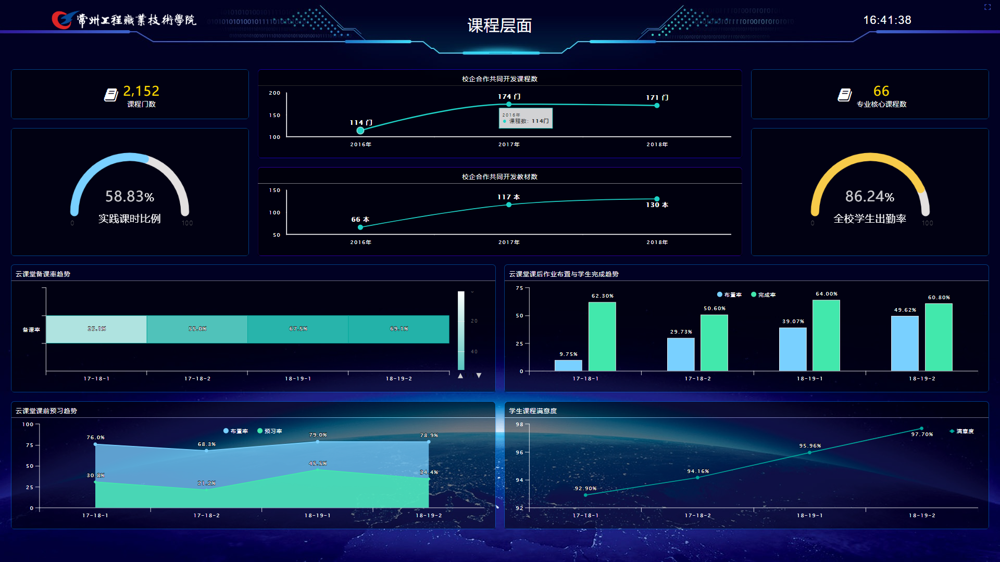 常州工程職業技術學院
课程层面
16:41:38
2,152
课程门数
校企合作共同开发课程数
200
150
100
114 门
174 门
171 门
2016年
课程数: 114门
2016年
2017年
2018年
66
专业核心课程数
58.83%
实践课时比例
0
100
校企合作共同开发教材数
150
100
50
66 本
117 本
130 本
2016年
2017年
2018年
86.24%
全校学生出勤率
0
100
云课堂备课率趋势
备课率
25.1%
55.0%
67.5%
69.1%
17-18-1
17-18-2
18-19-1
18-19-2
20
40
云课堂课后作业布置与学生完成趋势
布置率
完成率
75
50
25
0
9.75%
62.30%
29.73%
50.60%
39.07%
64.00%
49.62%
60.80%
17-18-1
17-18-2
18-19-1
18-19-2
云课堂课前预习趋势
布置率
预习率
100
75
50
25
0
76.0%
68.3%
79.0%
78.9%
30.8%
21.2%
45.5%
34.4%
17-18-1
17-18-2
18-19-1
18-19-2
学生课程满意度
满意度
98
96
94
92
92.90%
94.16%
95.96%
97.70%
17-18-1
17-18-2
18-19-1
18-19-2